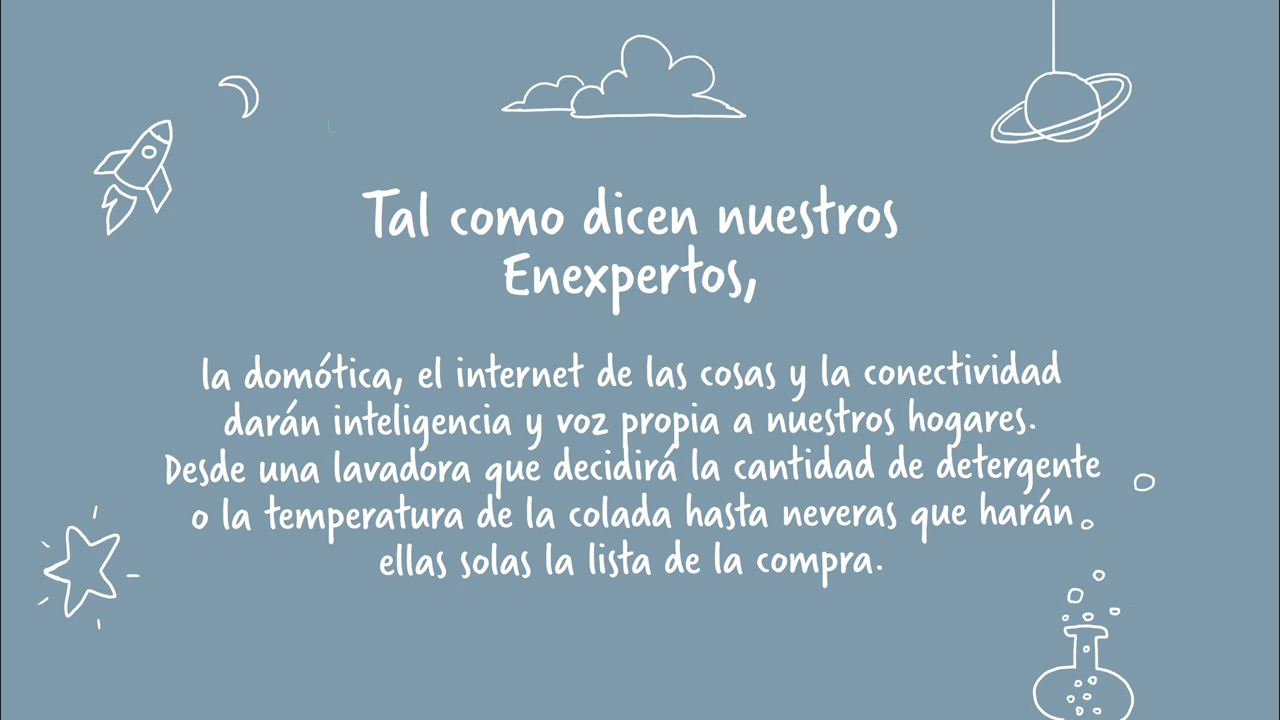 Tal como dicen nuestros
Enexpertos,
la domótica, el internet de las cosas y la conectividad
darán inteligencia y voz propia a nuestros hogares.
Desde una lavadora que decidirá la cantidad de detergente
o la temperatura de la colada hasta neveras que harán
ellas solas la lista de la compra.